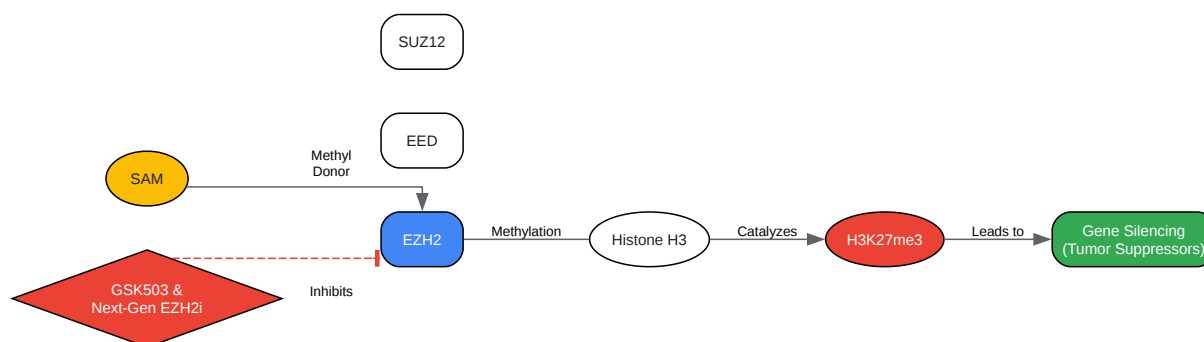 SUZ12
EED
Methyl
Donor
SAM
EZH2
Methylation
Histone H3
Catalyzes
H3K27me3
Leads to
Gene Silencing
(Tumor Suppressors)
GSK503 &
Next-Gen EZH2i
Inhibits